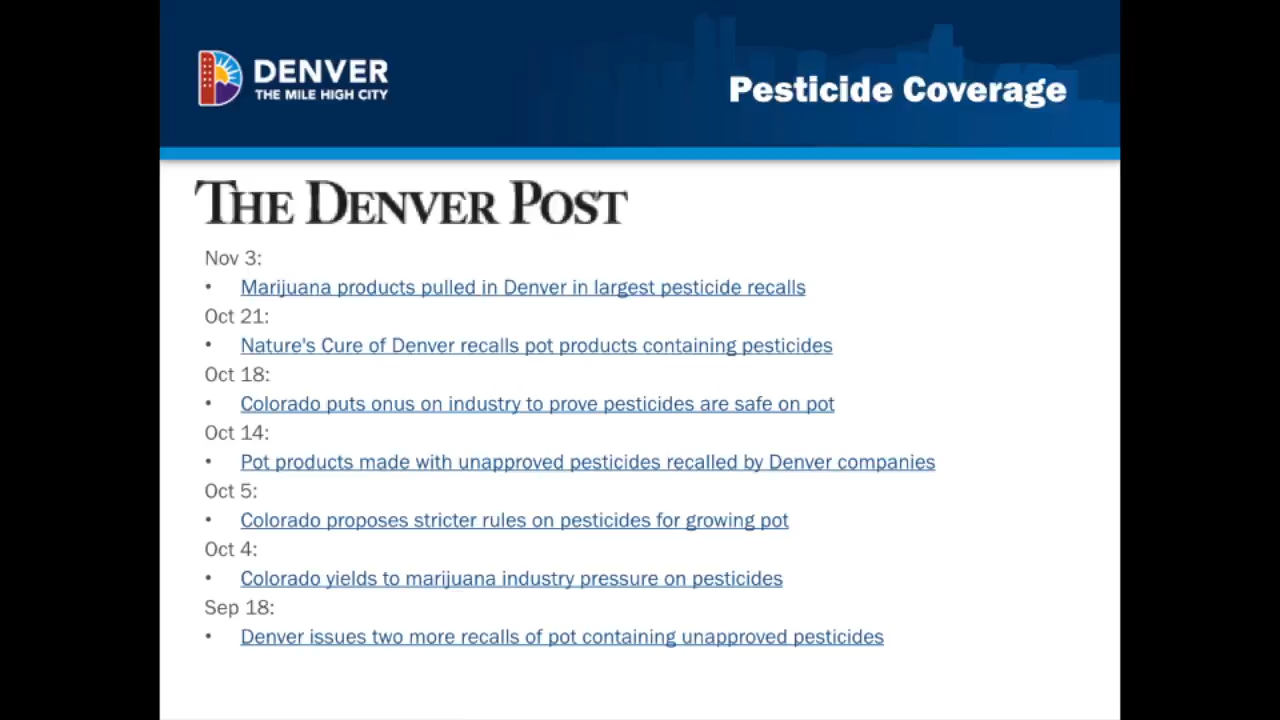 DENVER
THE MILE HIGH CITY
Pesticide Coverage
THE DENVER POST
Nov 3:
• Marijuana products pulled in Denver in largest pesticide recalls
Oct 21:
• Nature's Cure of Denver recalls pot products containing pesticides
Oct 18:
• Colorado puts onus on industry to prove pesticides are safe on pot
Oct 14:
• Pot products made with unapproved pesticides recalled by Denver companies
Oct 5:
• Colorado proposes stricter rules on pesticides for growing pot
Oct 4:
• Colorado yields to marijuana industry pressure on pesticides
Sep 18:
• Denver issues two more recalls of pot containing unapproved pesticides